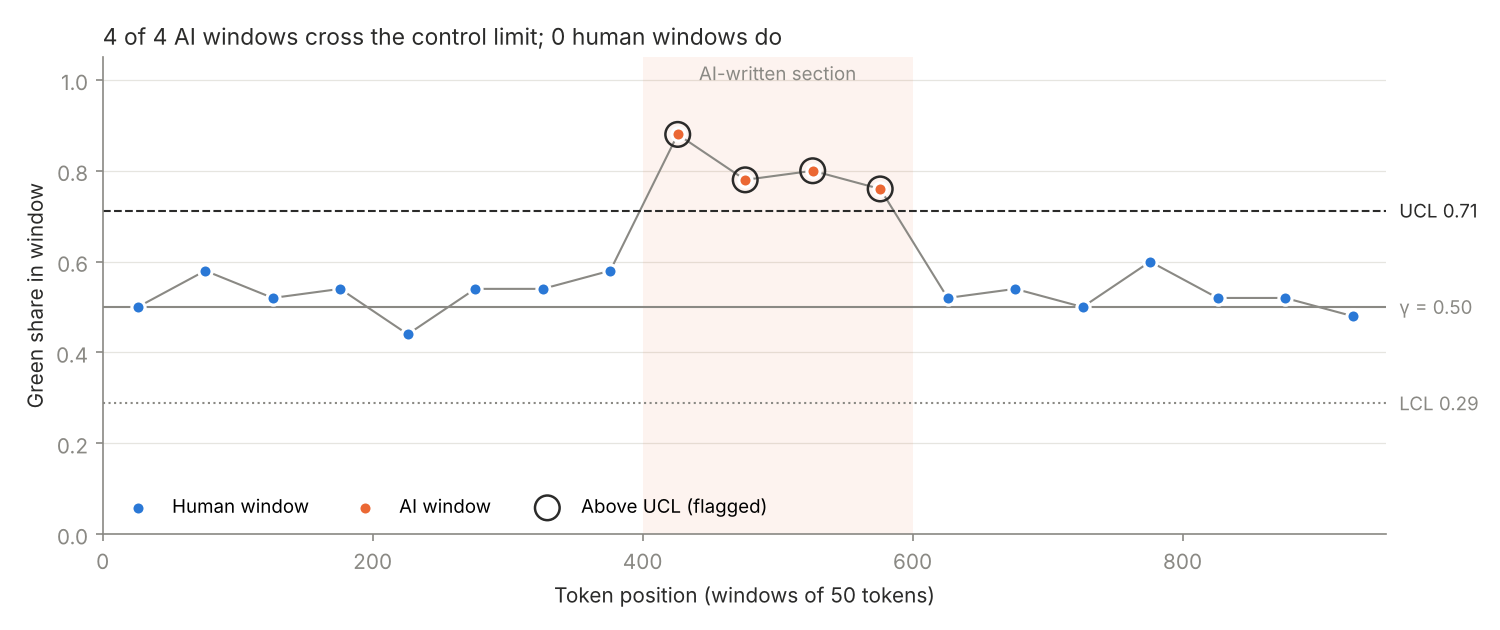 4 of 4 AI windows cross the control limit; 0 human windows do
AI-written section
1.0
0.8
0.6
0.4
0.2
0.0
Green share in window
UCL 0.71
γ = 0.50
LCL 0.29
Human window
AI window
Above UCL (flagged)
0
200
400
600
800
Token position (windows of 50 tokens)